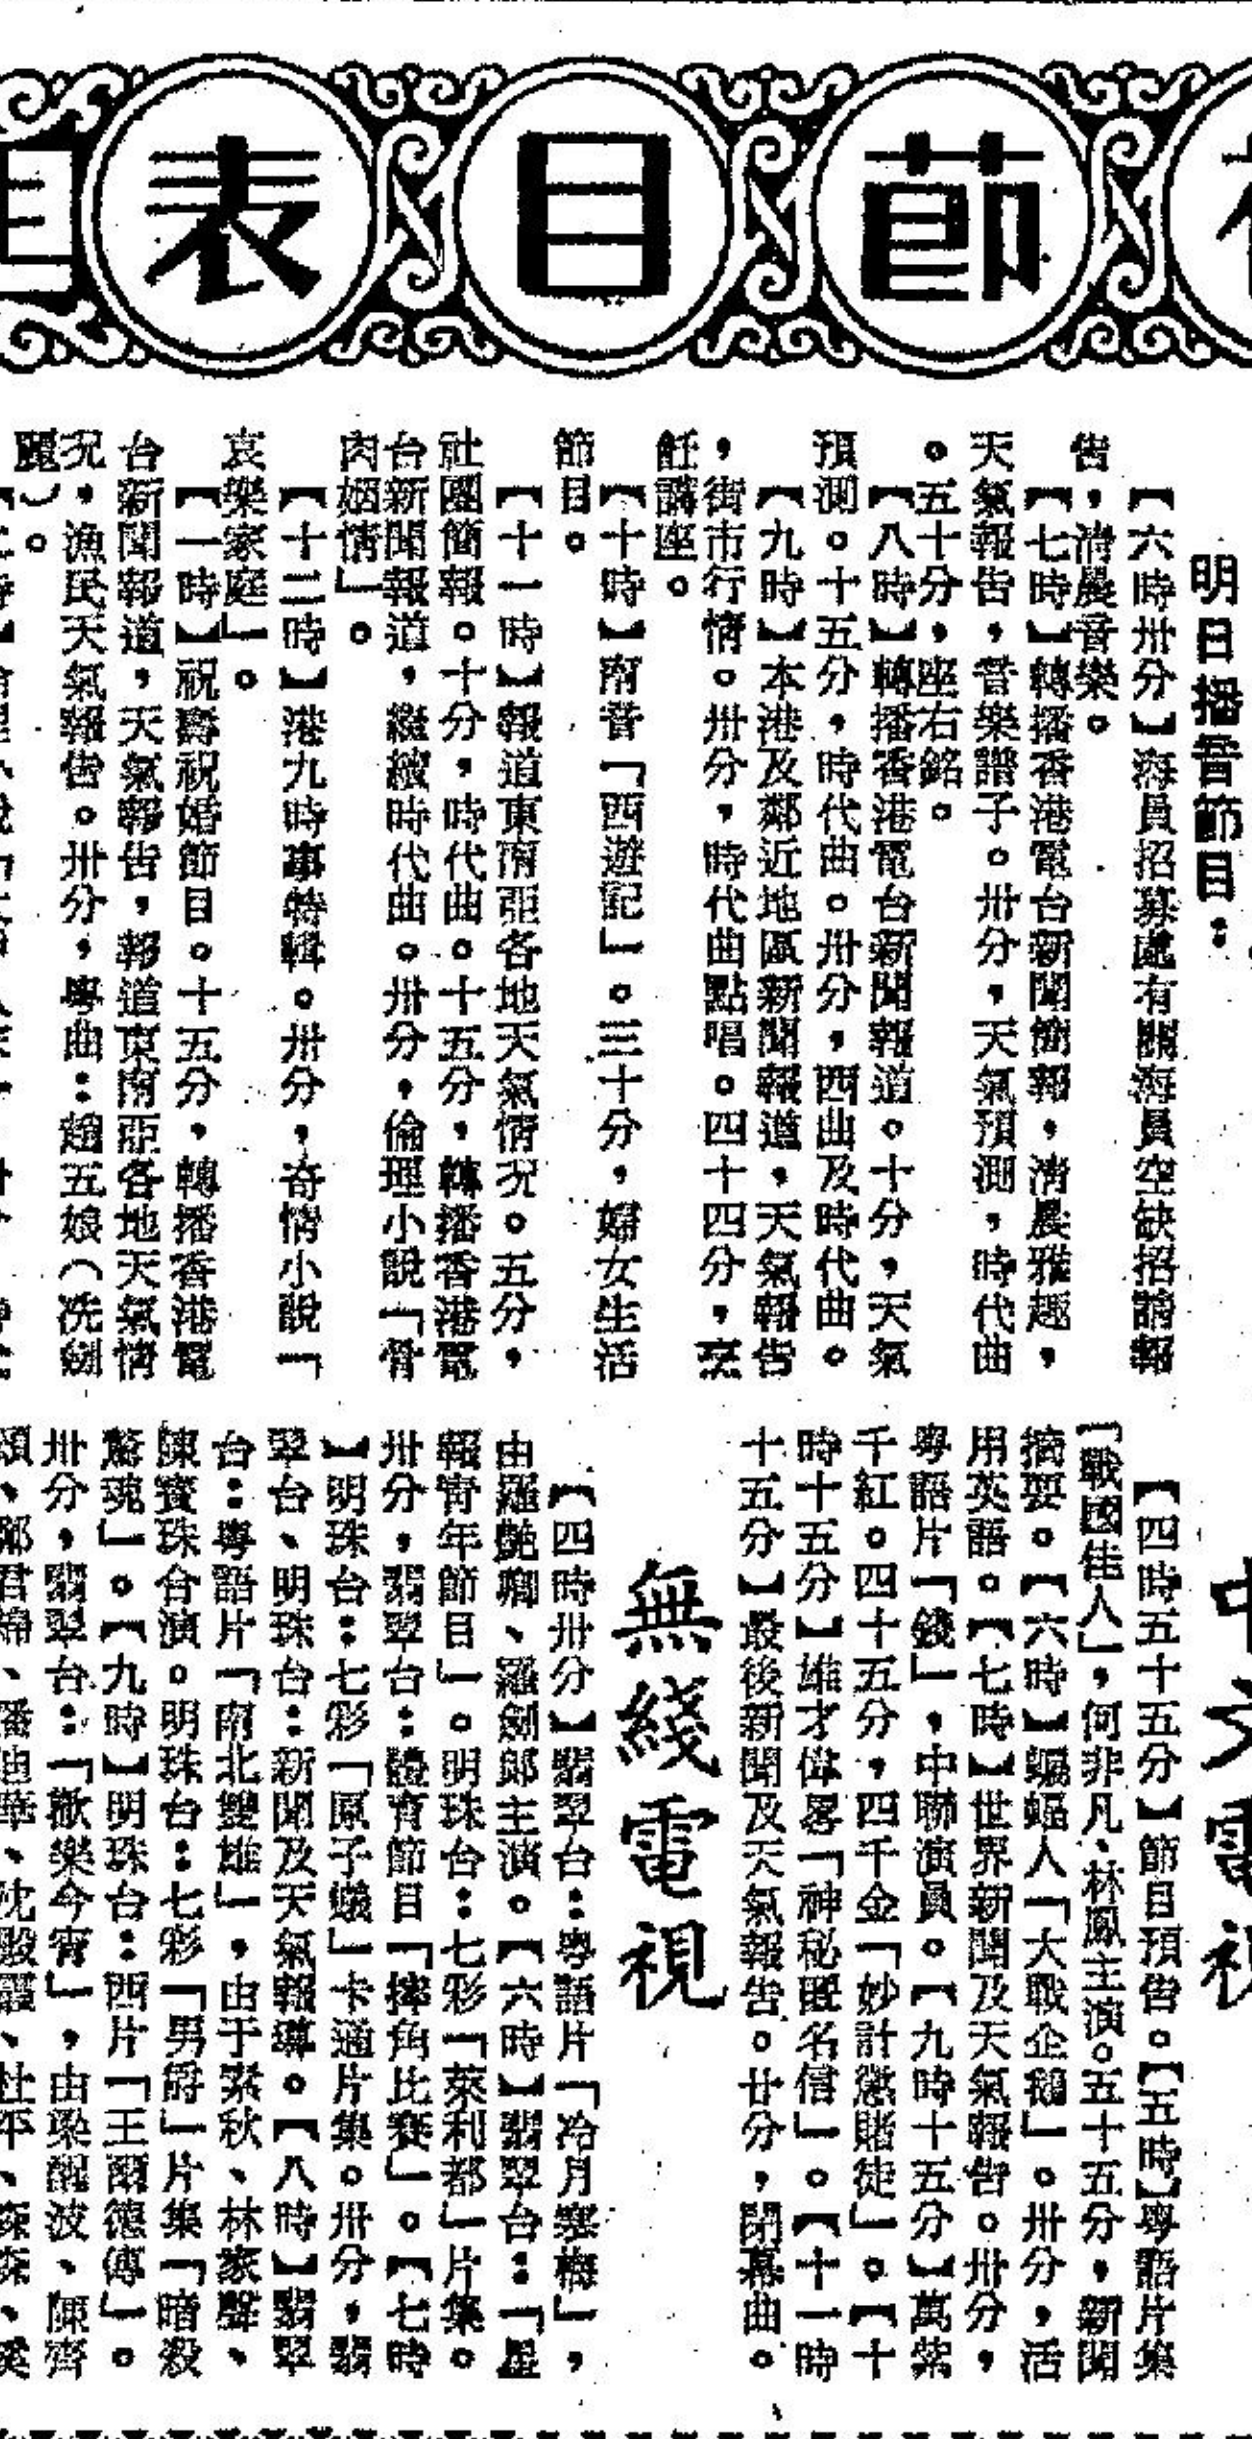 節目表
明日播音節目：
【六時卅分】海員招募處有關海員空缺招請報
告，清晨音樂。
【七時】轉播香港電台新聞簡報，清晨雅趣，
天氣報告，音樂譜子。卅分，天氣預測，時代曲
。五十分，座右銘。
【八時】轉播香港電台新聞報道。十分，天氣
預測。十五分，時代曲。卅分，西曲及時代曲。
【九時】本港及鄰近地區新聞報道，天氣報告
，街市行情。卅分，時代曲點唱。四十四分，烹
飪講座。
【十時】南音「西遊記」。三十分，婦女生活
節目。
【十一時】報道東南亞各地天氣情況。五分，
社團簡報。十分，時代曲。十五分，轉播香港電
台新聞報道，繼續時代曲。卅分，倫理小說「骨
肉姻情」。
【十二時】港九時事特輯。卅分，奇情小說「
哀樂家庭」。
【一時】祝壽祝婚節目。十五分，轉播香港電
台新聞報道，天氣報告，報道東南亞各地天氣情
況，漁民天氣報告。卅分，粵曲：趙五娘（冼劍
麗）。
【四時五十五分】節目預告。【五時】粵語片集
「戰國佳人」，何非凡、林鳳主演。五十五分，新聞
摘要。【六時】蝙蝠人「大戰企鵝」。卅分，活
用英語。【七時】世界新聞及天氣報告。卅分，
粵語片「錢」，中聯演員。【九時十五分】萬紫
千紅。四十五分，四千金「妙計懲賭徒」。【十
時十五分】雄才偉畧「神秘匿名信」。【十一時
十五分】最後新聞及天氣報告。廿分，閉幕曲。
無綫電視
【四時卅分】翡翠台：粵語片「冷月寒梅」，
由羅艷卿、羅劍郎主演。【六時】翡翠台：「星
報青年節目」。明珠台：七彩「萊利都」片集。
卅分，翡翠台：體育節目「摔角比賽」。【七時
】明珠台：七彩「原子蟻」卡通片集。卅分，翡
翠台、明珠台：新聞及天氣報導。【八時】翡翠
台：粵語片「南北雙雄」，由于素秋、林家聲、
陳寶珠合演。明珠台：七彩「男爵」片集「暗殺
驚魂」。【九時】明珠台：西片「王爾德傳」。
卅分，翡翠台：「歡樂今宵」，由梁醒波、陳齊
頌、鄭君綿、潘迪華、沈殿霞、杜平、森森、奚